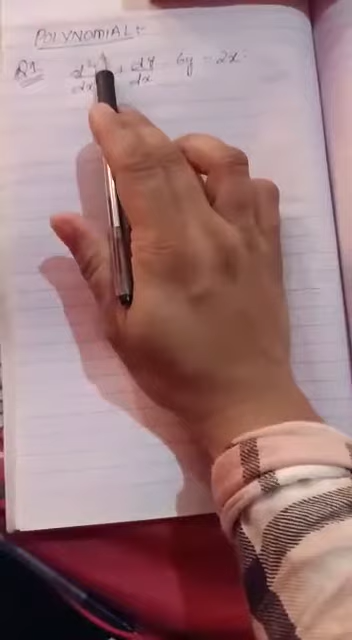 POLYNOMIAL:-
Q1. d²y/dx² + dy/dx - 6y = 2x